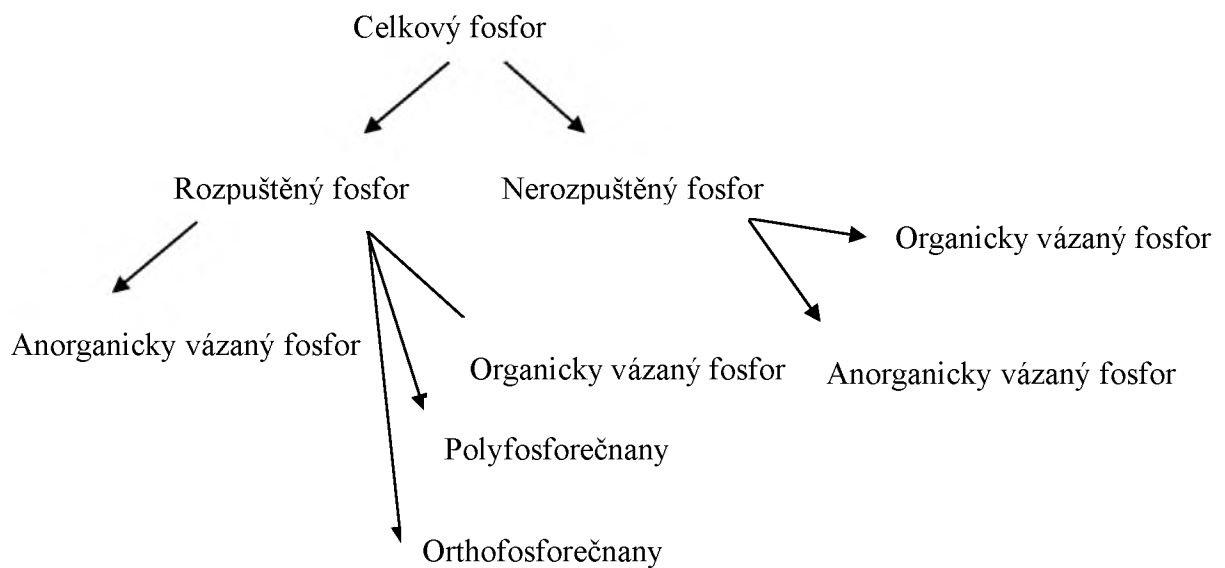 Celkový fosfor
Rozpuštěný fosfor
Nerozpuštěný fosfor
Organicky vázaný fosfor
Anorganicky vázaný fosfor
Organicky vázaný fosfor
Anorganicky vázaný fosfor
Polyfosforečnany
Orthofosforečnany